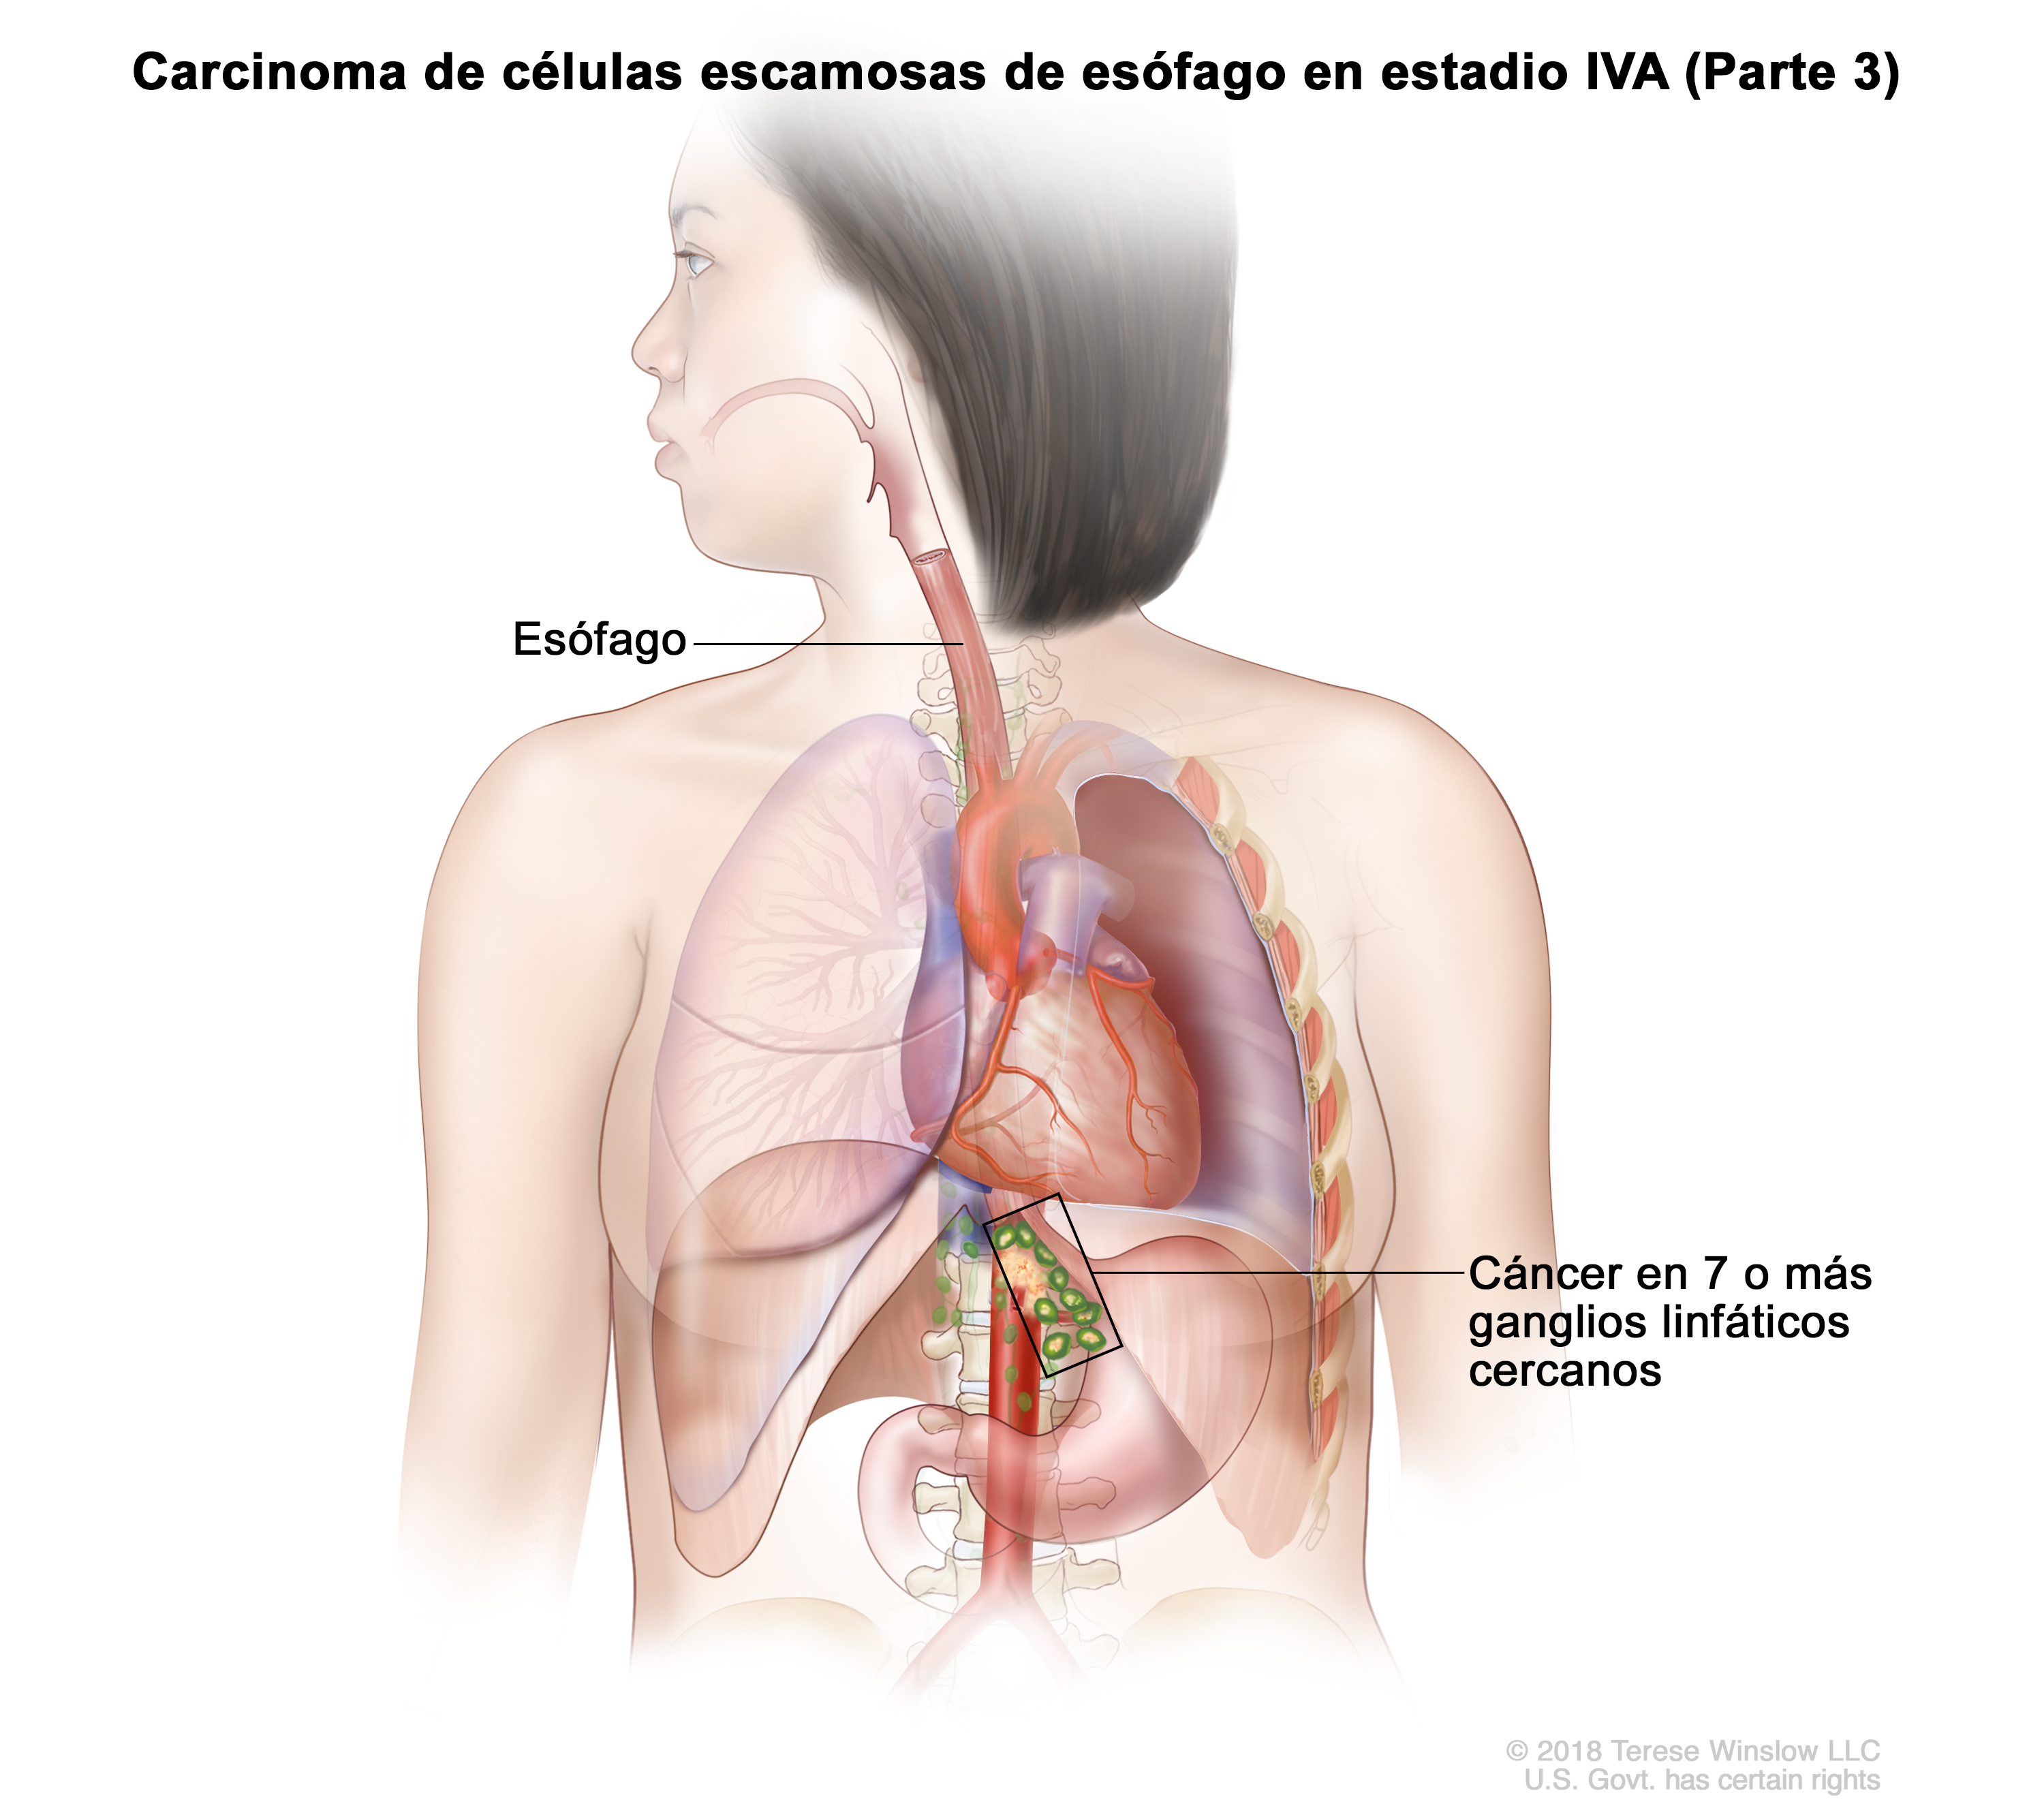 Carcinoma de células escamosas de esófago en estadio IVA (Parte 3)
Esófago
Cáncer en 7 o más
ganglios linfáticos
cercanos
© 2018 Terese Winslow LLC
U.S. Govt. has certain rights